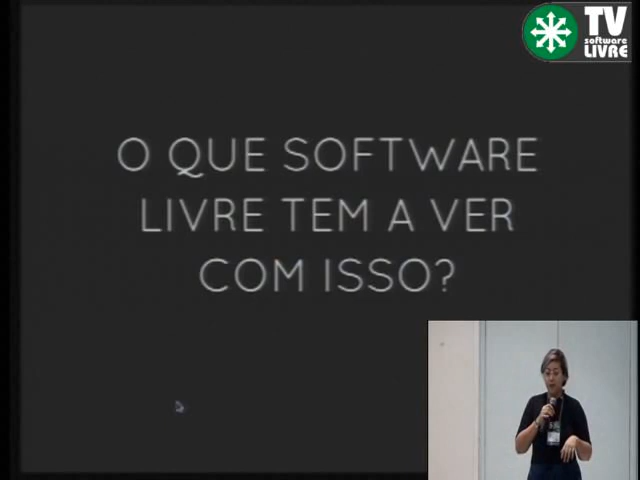 TV
software
LIVRE
O QUE SOFTWARE
LIVRE TEM A VER
COM ISSO?